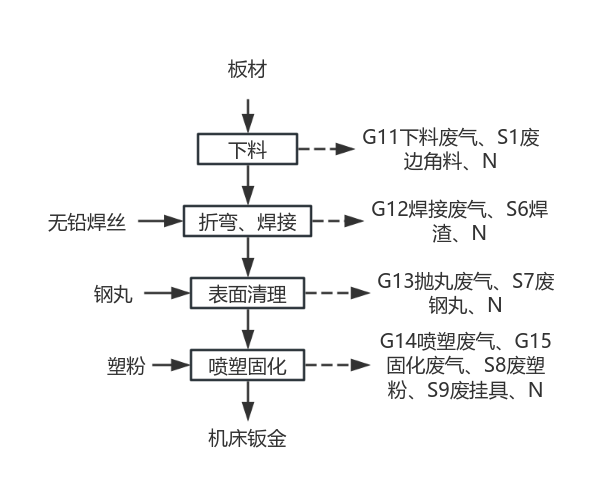 板材
下料
G11下料废气、S1废
边角料、N
无铅焊丝
折弯、焊接
G12焊接废气、S6焊
渣、N
钢丸
表面清理
G13抛丸废气、S7废
钢丸、N
塑粉
喷塑固化
G14喷塑废气、G15
固化废气、S8废塑
粉、S9废挂具、N
机床钣金